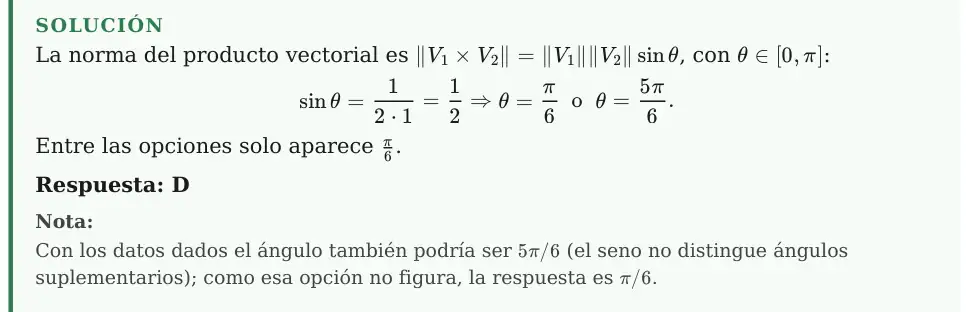 SOLUCIÓN
La norma del producto vectorial es ‖V₁ × V₂‖ = ‖V₁‖‖V₂‖ sin θ, con θ ∈ [0, π]:
sin θ = 1/(2 · 1) = 1/2 ⇒ θ = π/6 o θ = 5π/6.
Entre las opciones solo aparece π/6.
Respuesta: D
Nota:
Con los datos dados el ángulo también podría ser 5π/6 (el seno no distingue ángulos
suplementarios); como esa opción no figura, la respuesta es π/6.